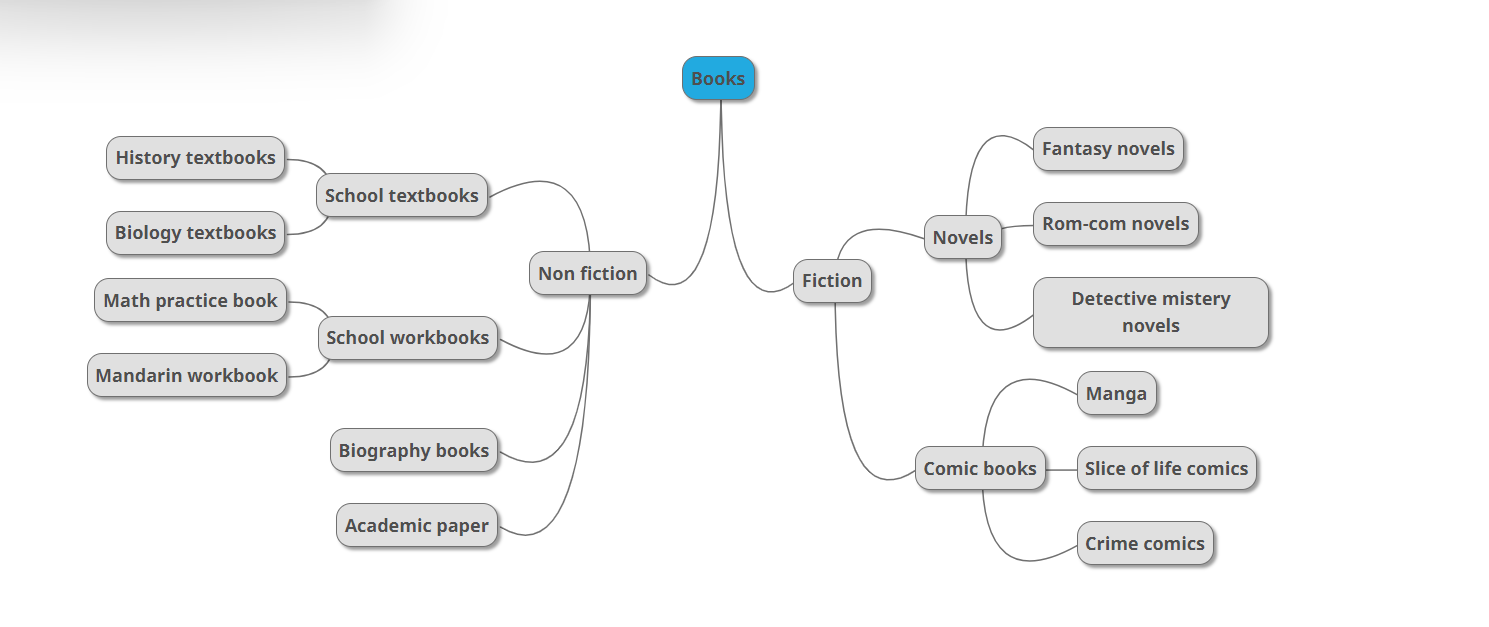 Books
History textbooks
School textbooks
Biology textbooks
Non fiction
Math practice book
School workbooks
Mandarin workbook
Biography books
Academic paper
Fiction
Novels
Fantasy novels
Rom-com novels
Detective mistery
novels
Comic books
Manga
Slice of life comics
Crime comics